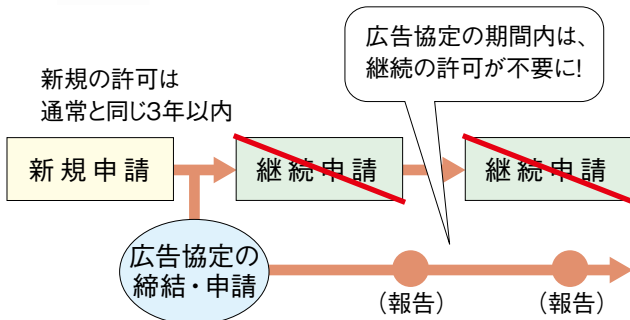 広告協定の期間内は、
継続の許可が不要に!
新規の許可は
通常と同じ3年以内
新規申請
継続申請
継続申請
広告協定の
締結・申請
(報告)
(報告)